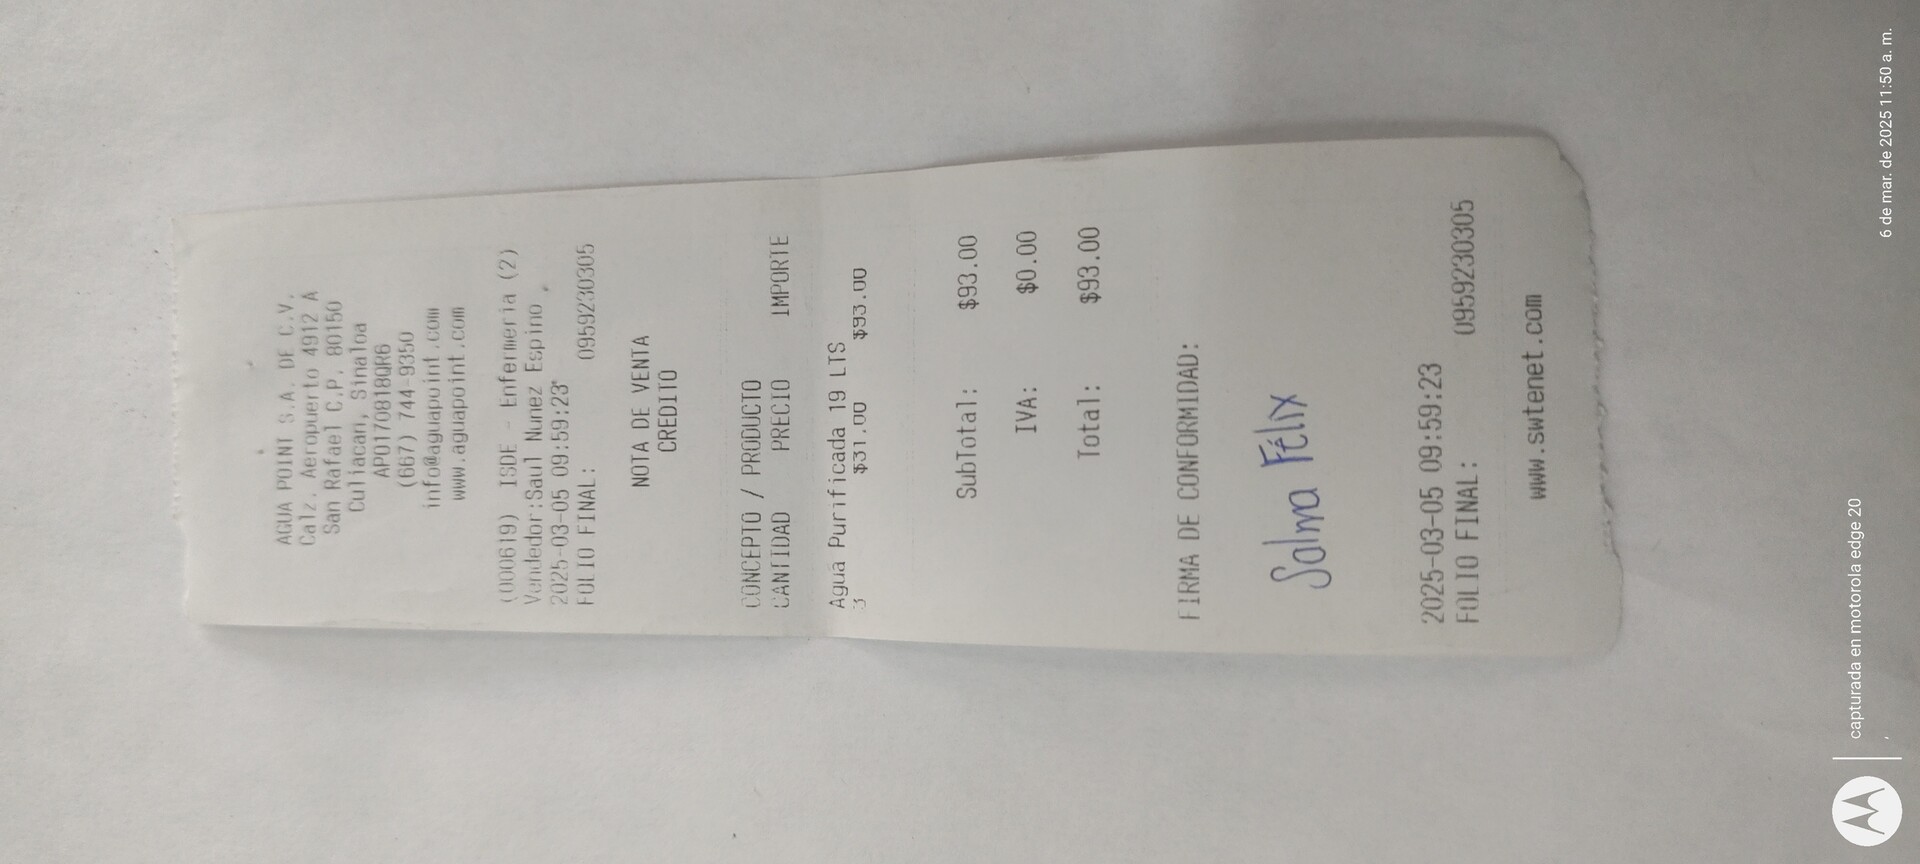 AGUA POINT S.A. DE C.V.
Calz. Aeropuerto 4912 A
San Rafael C.P. 80150
Culiacan, Sinaloa
APO170818QR6
(667) 744-9350
info@aguapoint.com
www.aguapoint.com
(000619) ISDE - Enfermeria (2)
Vendedor:Saul Nunez Espino
2025-03-05 09:59:23
FOLIO FINAL: 0959230305
NOTA DE VENTA
CREDITO
CONCEPTO / PRODUCTO
CANTIDAD PRECIO IMPORTE
Agua Purificada 19 LTS
3 $31.00 $93.00
SubTotal: $93.00
IVA: $0.00
Total: $93.00
FIRMA DE CONFORMIDAD:
Salma Félix
2025-03-05 09:59:23
FOLIO FINAL: 0959230305
www.swtenet.com
capturada en motorola edge 20
6 de mar. de 2025 11:50 a. m.